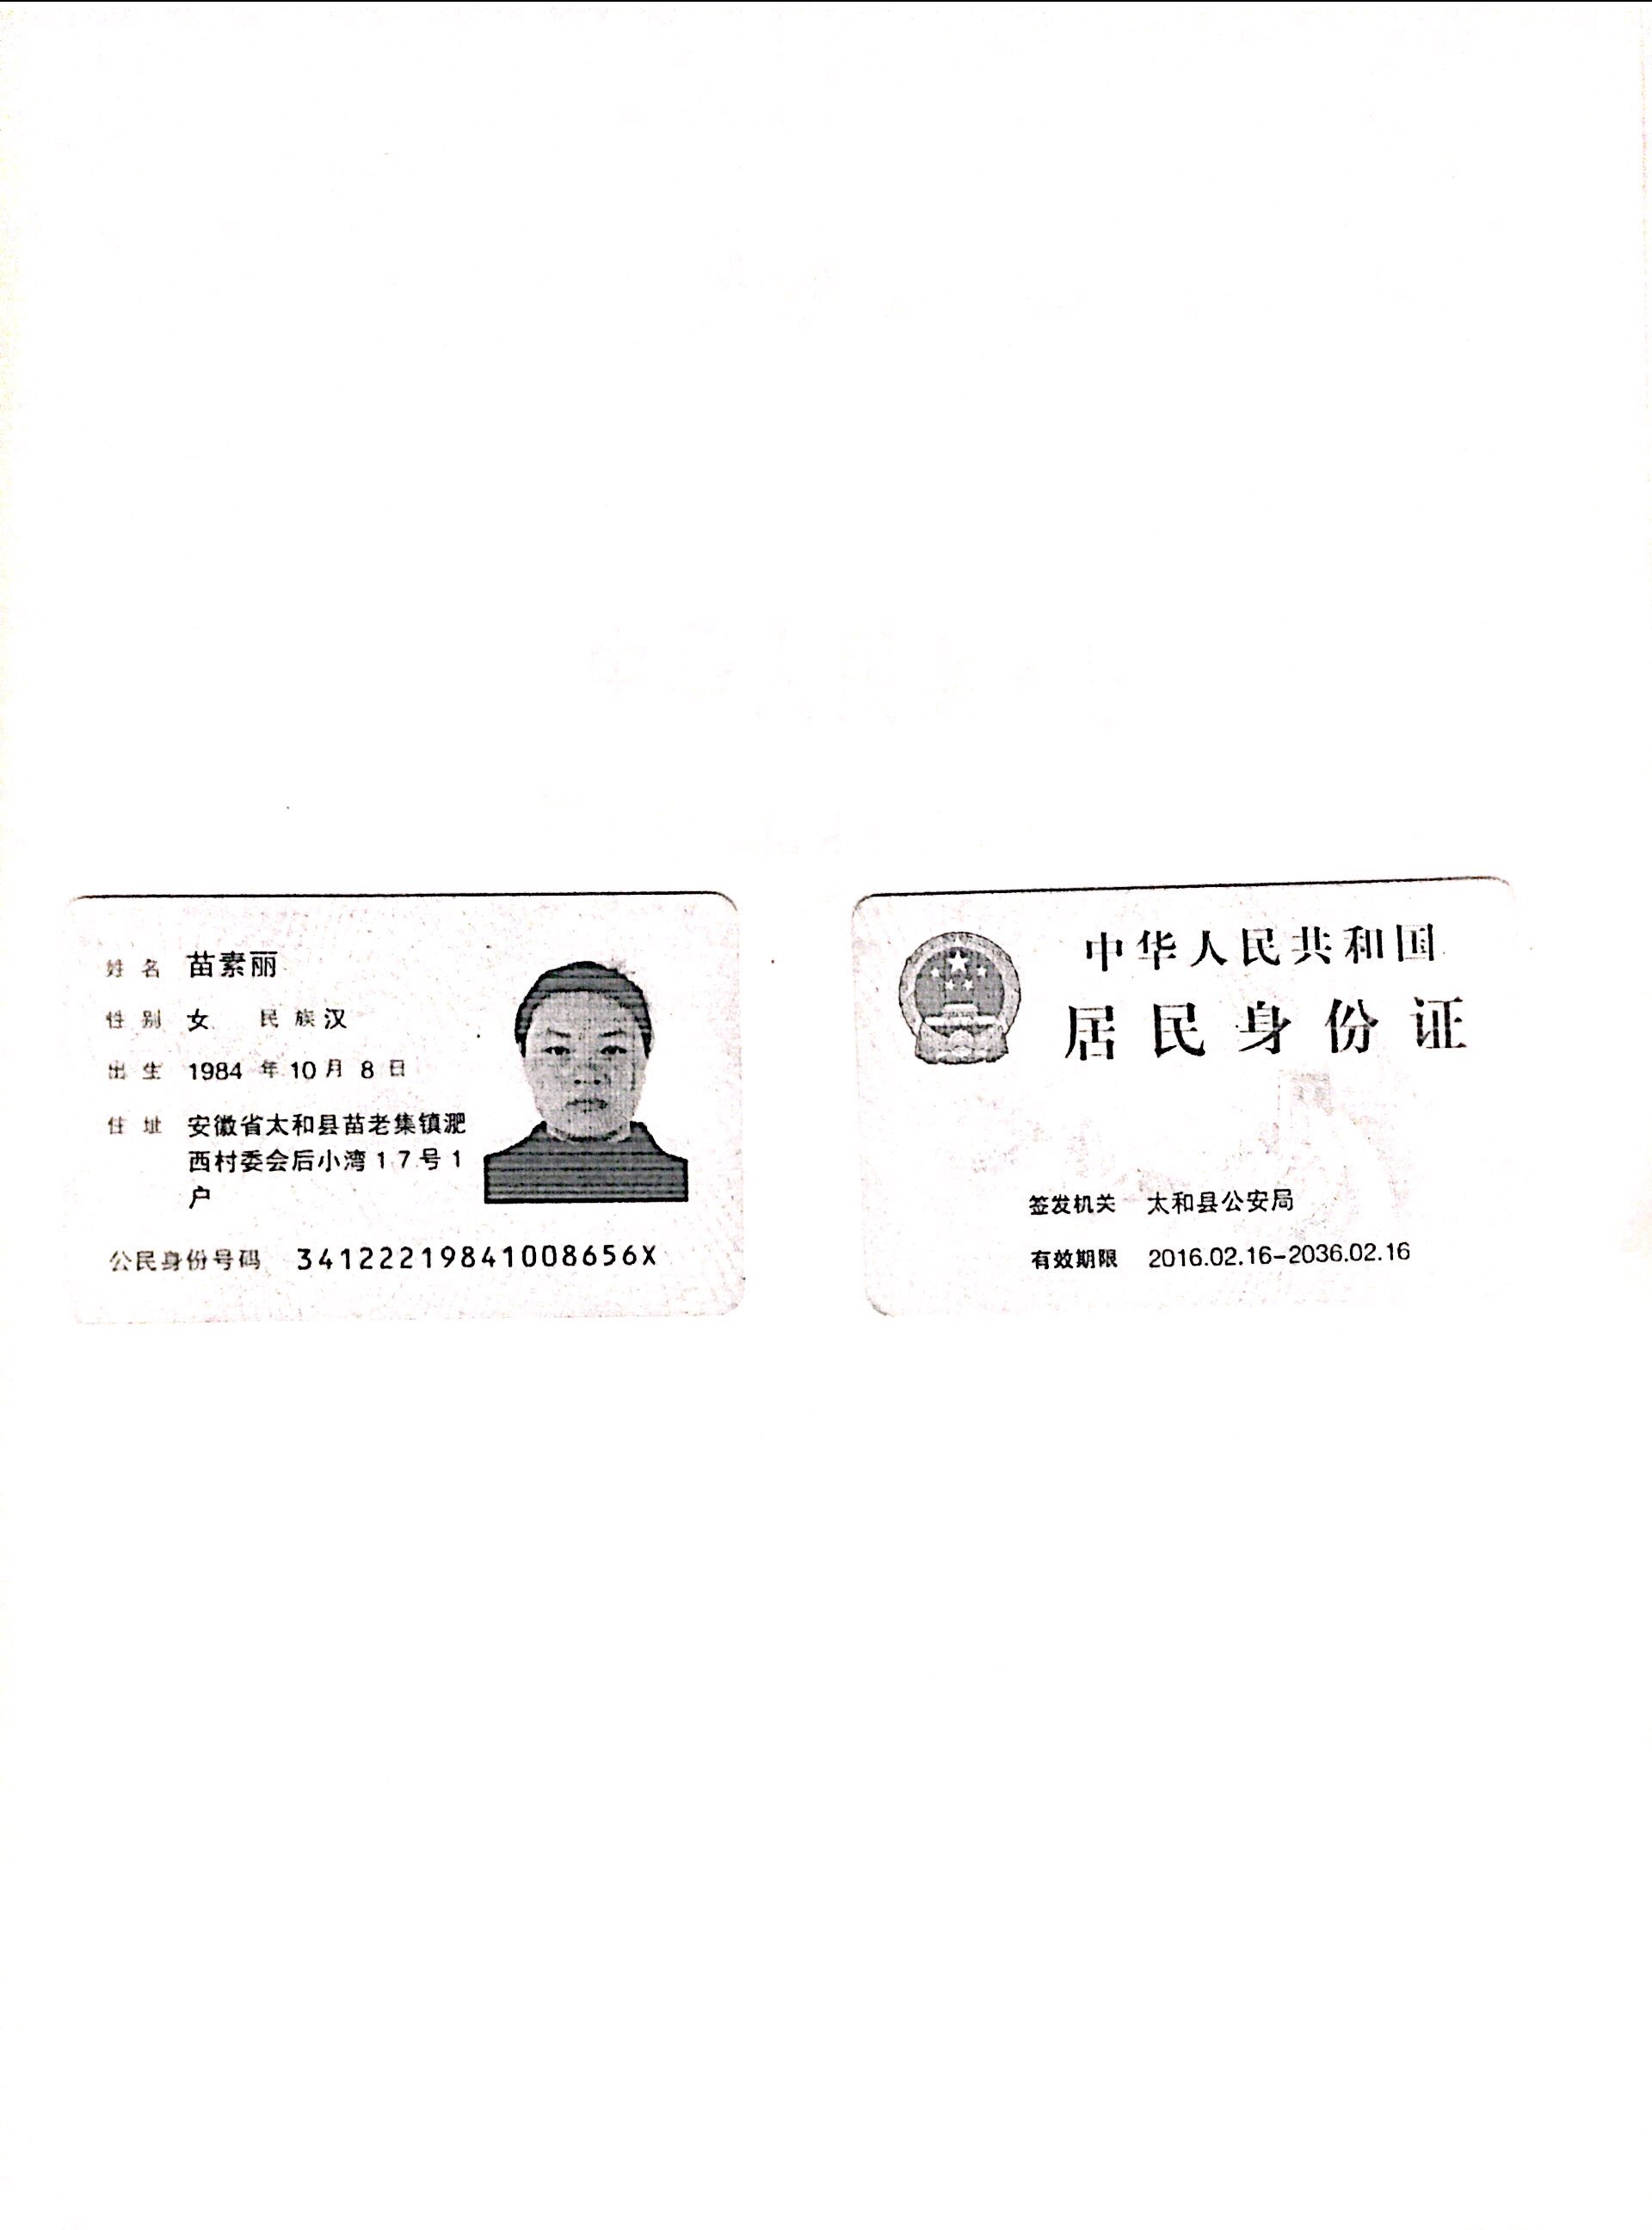 姓名 苗素丽
性别 女 民族 汉
出生 1984 年 10 月 8 日
住址 安徽省太和县苗老集镇淝
西村委会后小湾17号1
户
公民身份号码 34122219841008656X
中华人民共和国
居民身份证
签发机关 太和县公安局
有效期限 2016.02.16-2036.02.16